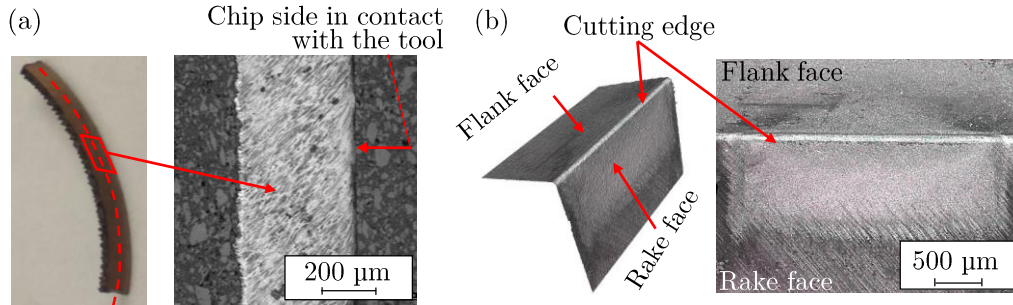 (a)
Chip side in contact
with the tool
200 µm
(b)
Cutting edge
Flank face
Rake face
Flank face
Rake face
500 µm